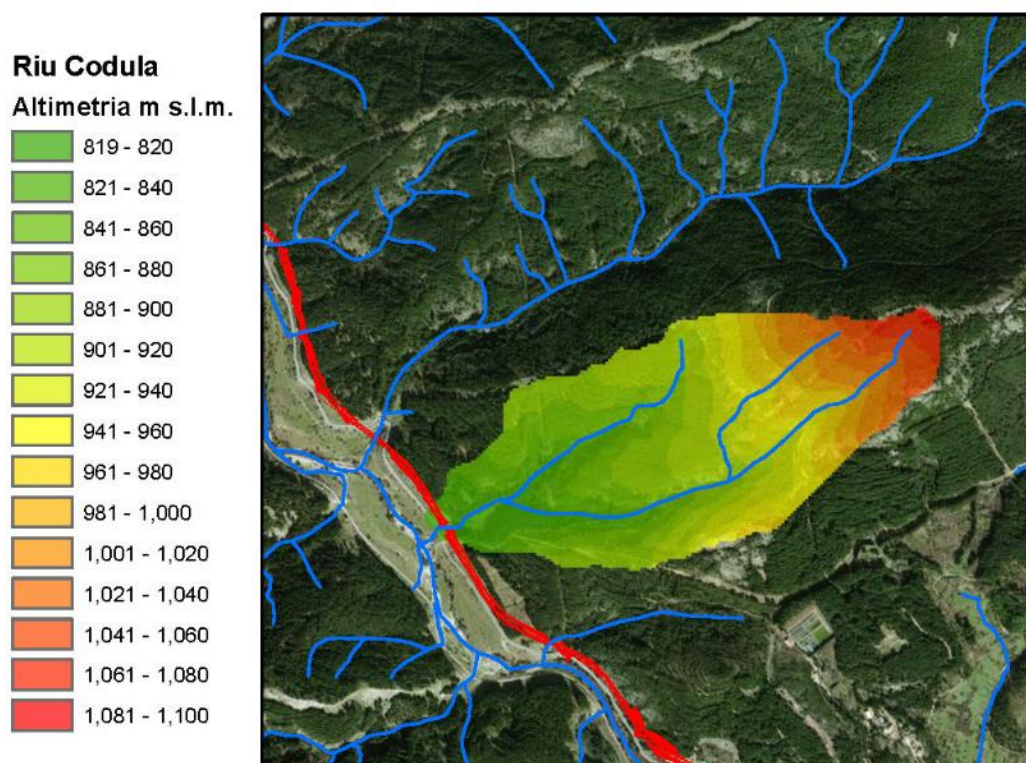 Riu Codula
Altimetria m s.l.m.
819 - 820
821 - 840
841 - 860
861 - 880
881 - 900
901 - 920
921 - 940
941 - 960
961 - 980
981 - 1,000
1,001 - 1,020
1,021 - 1,040
1,041 - 1,060
1,061 - 1,080
1,081 - 1,100